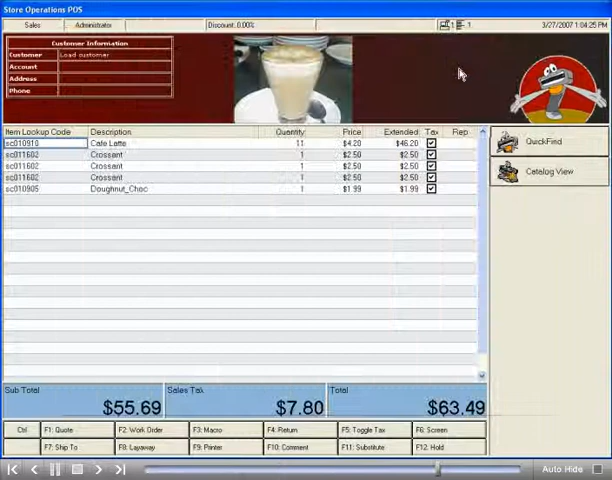 Store Operations POS
Sales Administrator Discount: 0.00% 1 1 3/27/2007 1:04:25 PM
Customer Information
Customer Load customer
Account
Address
Phone
Item Lookup Code Description Quantity Price Extended Tax Rep
sc010910 Cafe Latte 11 $4.20 $46.20
sc011602 Crossant 1 $2.50 $2.50
sc011602 Crossant 1 $2.50 $2.50
sc011602 Crossant 1 $2.50 $2.50
sc010905 Doughnut_Choc 1 $1.99 $1.99
QuickFind
Catalog View
Sub Total Sales Tax Total
$55.69 $7.80 $63.49
Ctrl F1: Quote F2: Work Order F3: Macro F4: Return F5: Toggle Tax F6: Screen
F7: Ship To F8: Layaway F9: Printer F10: Comment F11: Substitute F12: Hold
Auto Hide